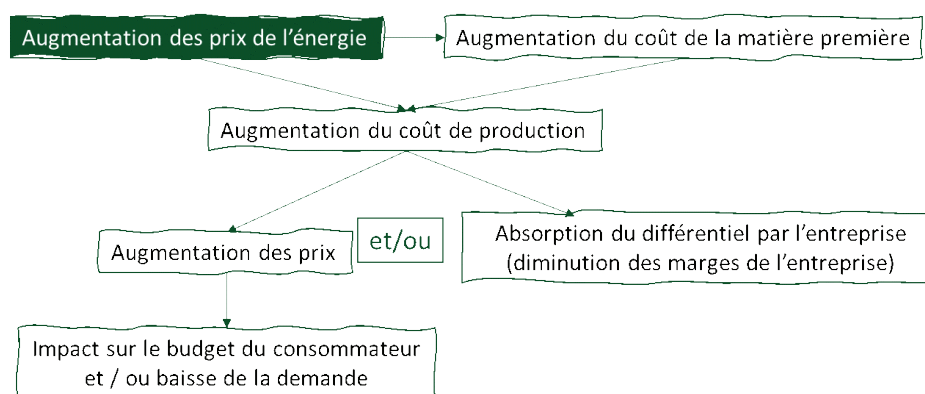 Augmentation des prix de l’énergie
Augmentation du coût de la matière première
Augmentation du coût de production
Augmentation des prix
et/ou
Absorption du différentiel par l’entreprise
(diminution des marges de l’entreprise)
Impact sur le budget du consommateur
et / ou baisse de la demande